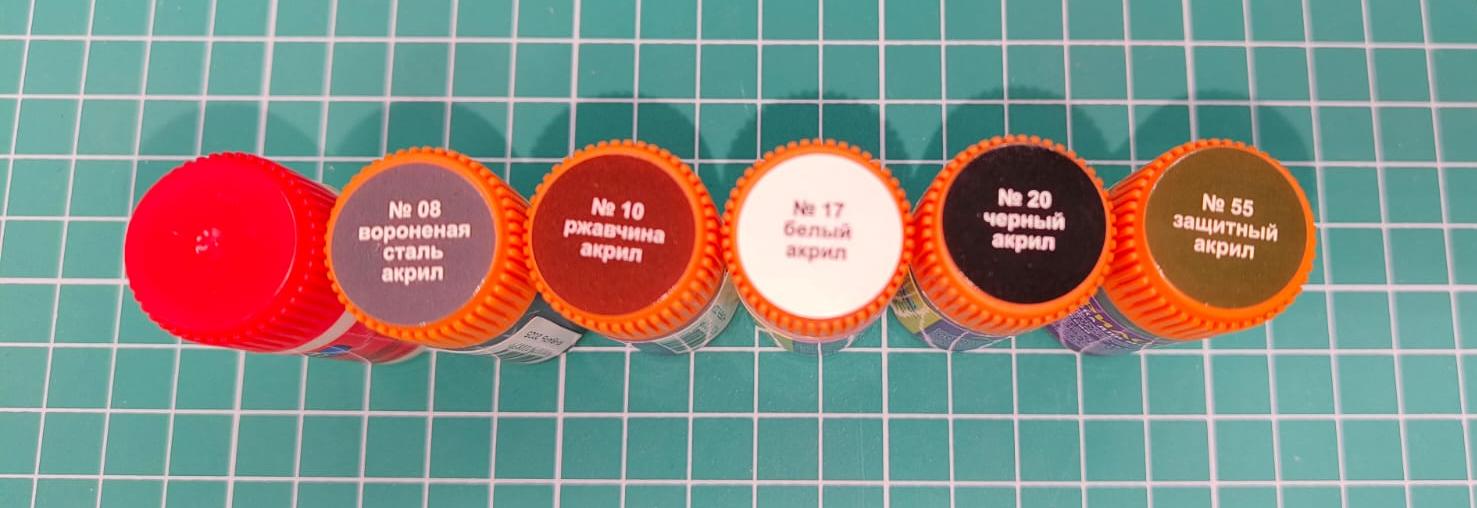 № 08
вороненая
сталь
акрил
№ 10
ржавчина
акрил
№ 17
белый
акрил
№ 20
черный
акрил
№ 55
защитный
акрил